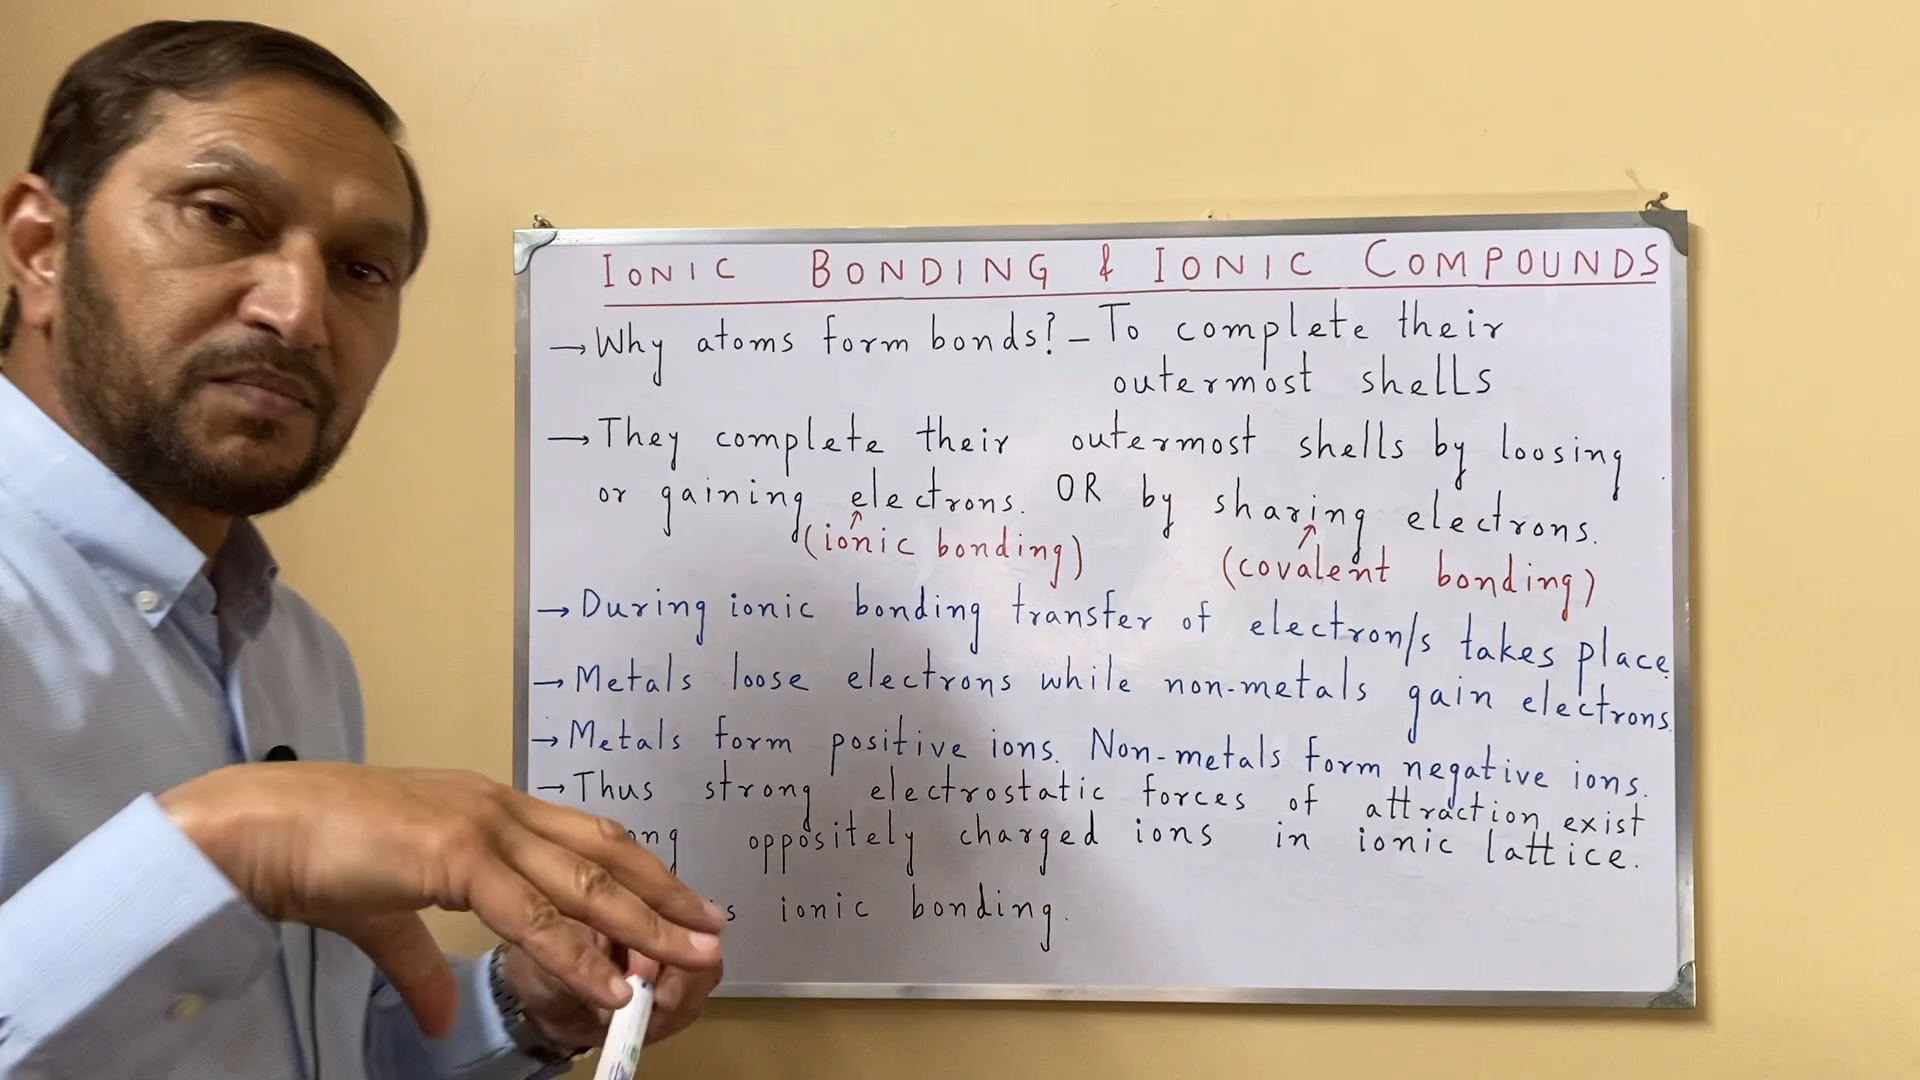 IONIC BONDING & IONIC COMPOUNDS
→ Why atoms form bonds? – To complete their
outermost shells
→ They complete their outermost shells by loosing
or gaining electrons. OR by sharing electrons.
(ionic bonding) (covalent bonding)
→ During ionic bonding transfer of electron/s takes place.
→ Metals loose electrons while non-metals gain electrons.
→ Metals form positive ions. Non-metals form negative ions.
→ Thus strong electrostatic forces of attraction exist
oppositely charged ions in ionic lattice.
ionic bonding.